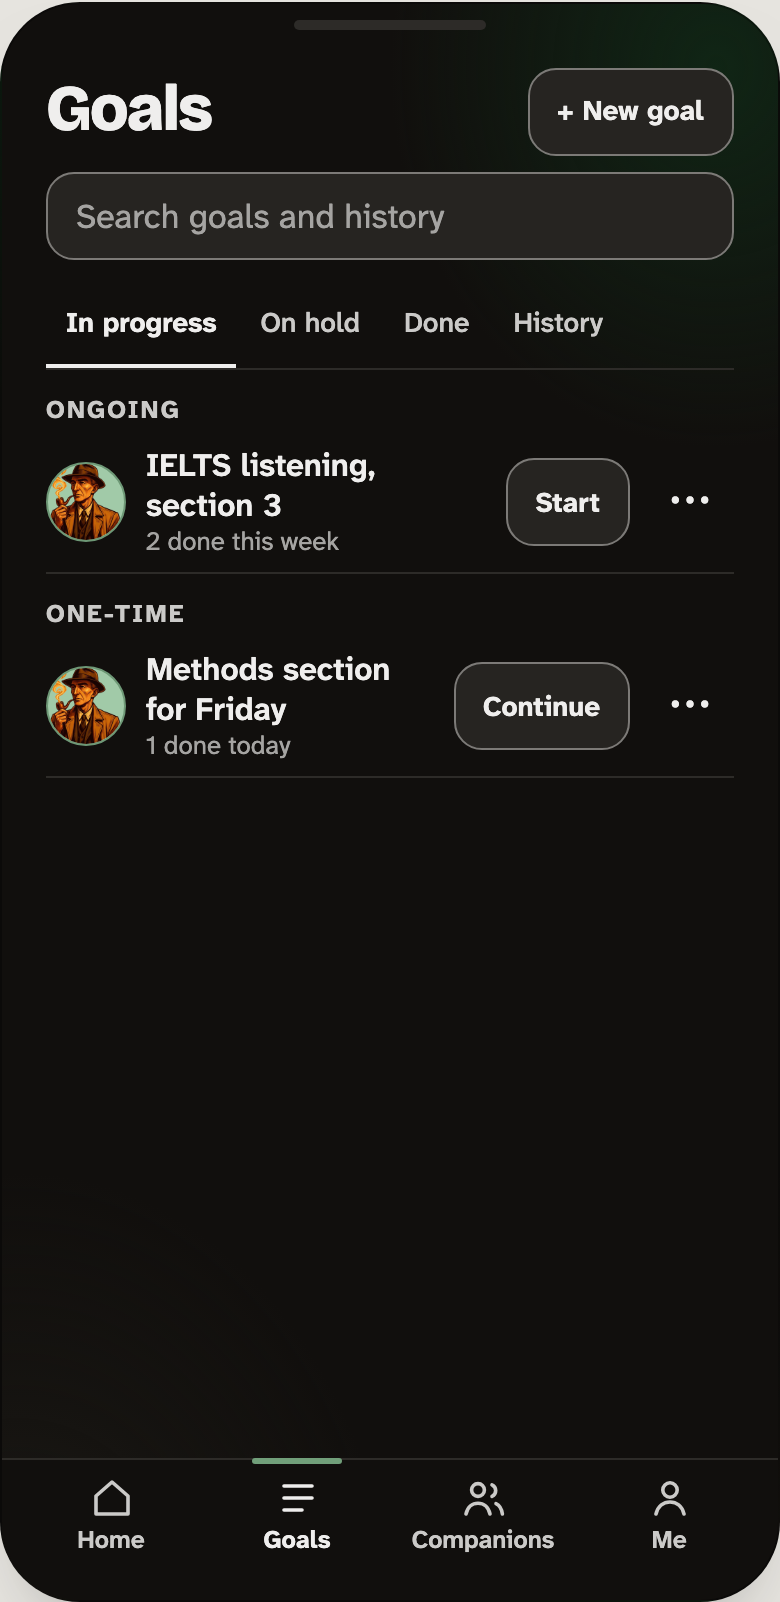 Goals
+ New goal
Search goals and history
In progress
On hold
Done
History
ONGOING
IELTS listening,
section 3
2 done this week
Start
ONE-TIME
Methods section
for Friday
1 done today
Continue
Home
Goals
Companions
Me